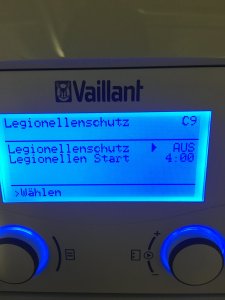 Vaillant
Legionellenschutz C9
Legionellenschutz ▶ AUS
Legionellen Start 4:00
>Wählen